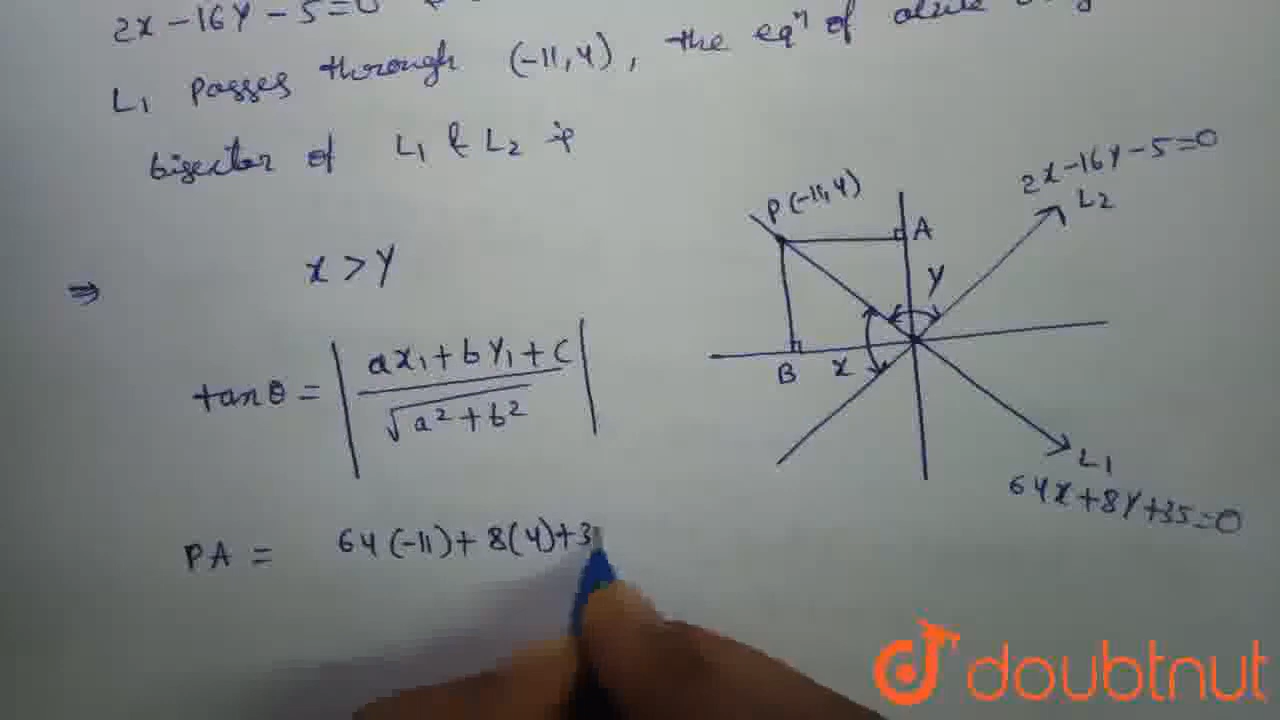 2x - 16y - 5 = 0
L₁ passes through (-11, 4), the eqⁿ of
bisector of L₁ & L₂ is
⇒ x > y
tanθ = | ax₁ + by₁ + c / √a² + b² |
PA = 64(-11) + 8(4) + 3
P(-11, 4)
A
2x - 16y - 5 = 0
L₂
y
B
x
L₁
64x + 8y + 35 = 0
doubtnut